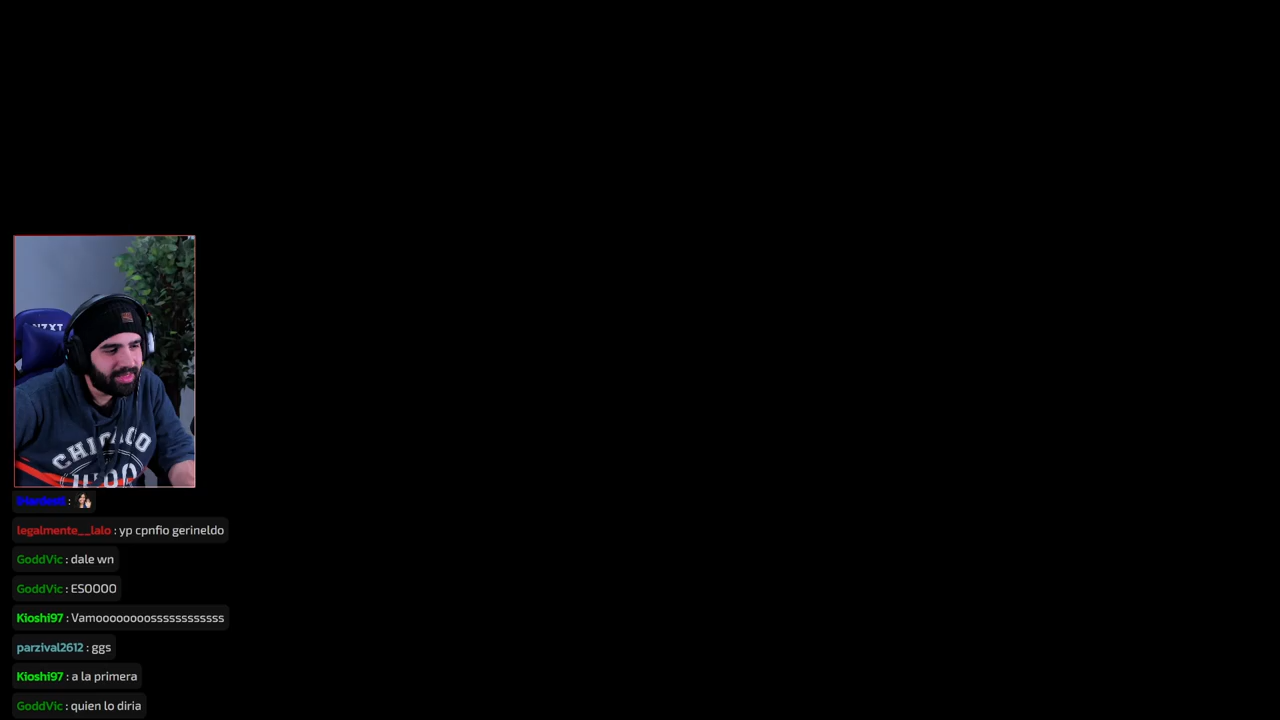 NZXT
CHICAGO
legalmente__lalo : yp cpnfio gerineldo
GoddVic : dale wn
GoddVic : ESOOOO
Kioshi97 : Vamoooooooossssssssssss
parzival2612 : ggs
Kioshi97 : a la primera
GoddVic : quien lo diria